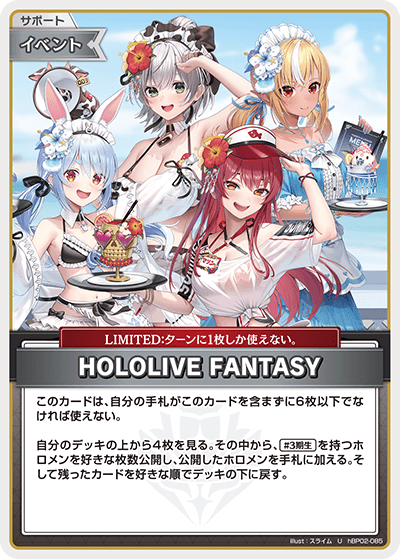 サポート
イベント
LIMITED:ターンに1枚しか使えない。
HOLOLIVE FANTASY
このカードは、自分の手札がこのカードを含まずに6枚以下でな
ければ使えない。
自分のデッキの上から4枚を見る。その中から、#3期生を持つホ
ロメンを好きな枚数公開し、公開したホロメンを手札に加える。そ
して残ったカードを好きな順でデッキの下に戻す。
illust:スライム U hBP02-085